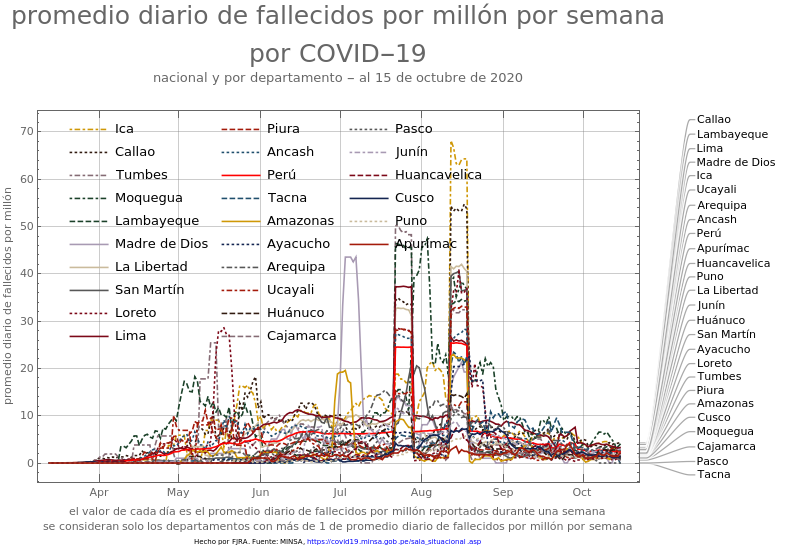 promedio diario de fallecidos por millón por semana
por COVID−19
nacional y por departamento − al 15 de octubre de 2020
promedio diario de fallecidos por millón
70
60
50
40
30
20
10
0
Ica
Callao
Tumbes
Moquegua
Lambayeque
Madre de Dios
La Libertad
San Martín
Loreto
Lima
Piura
Ancash
Perú
Tacna
Amazonas
Ayacucho
Arequipa
Ucayali
Huánuco
Cajamarca
Pasco
Junín
Huancavelica
Cusco
Puno
Apurímac
Callao
Lambayeque
Lima
Madre de Dios
Ica
Ucayali
Arequipa
Ancash
Perú
Apurímac
Huancavelica
Puno
La Libertad
Junín
Huánuco
San Martín
Ayacucho
Loreto
Tumbes
Piura
Amazonas
Cusco
Moquegua
Cajamarca
Pasco
Tacna
Apr May Jun Jul Aug Sep Oct
el valor de cada día es el promedio diario de fallecidos por millón reportados durante una semana
se consideran solo los departamentos con más de 1 de promedio diario de fallecidos por millón por semana
Hecho por FJRA. Fuente: MINSA, https://covid19.minsa.gob.pe/sala_situacional.asp